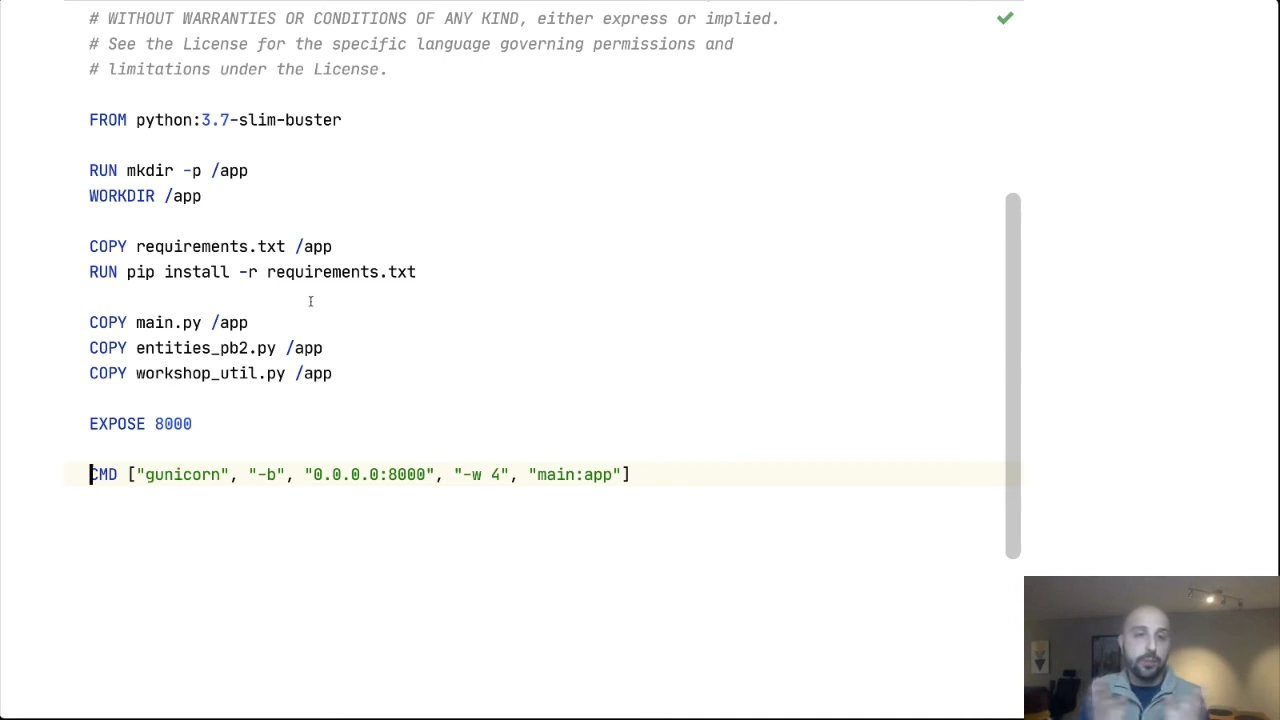 # WITHOUT WARRANTIES OR CONDITIONS OF ANY KIND, either express or implied.
# See the License for the specific language governing permissions and
# limitations under the License.
FROM python:3.7-slim-buster
RUN mkdir -p /app
WORKDIR /app
COPY requirements.txt /app
RUN pip install -r requirements.txt
COPY main.py /app
COPY entities_pb2.py /app
COPY workshop_util.py /app
EXPOSE 8000
CMD ["gunicorn", "-b", "0.0.0.0:8000", "-w 4", "main:app"]